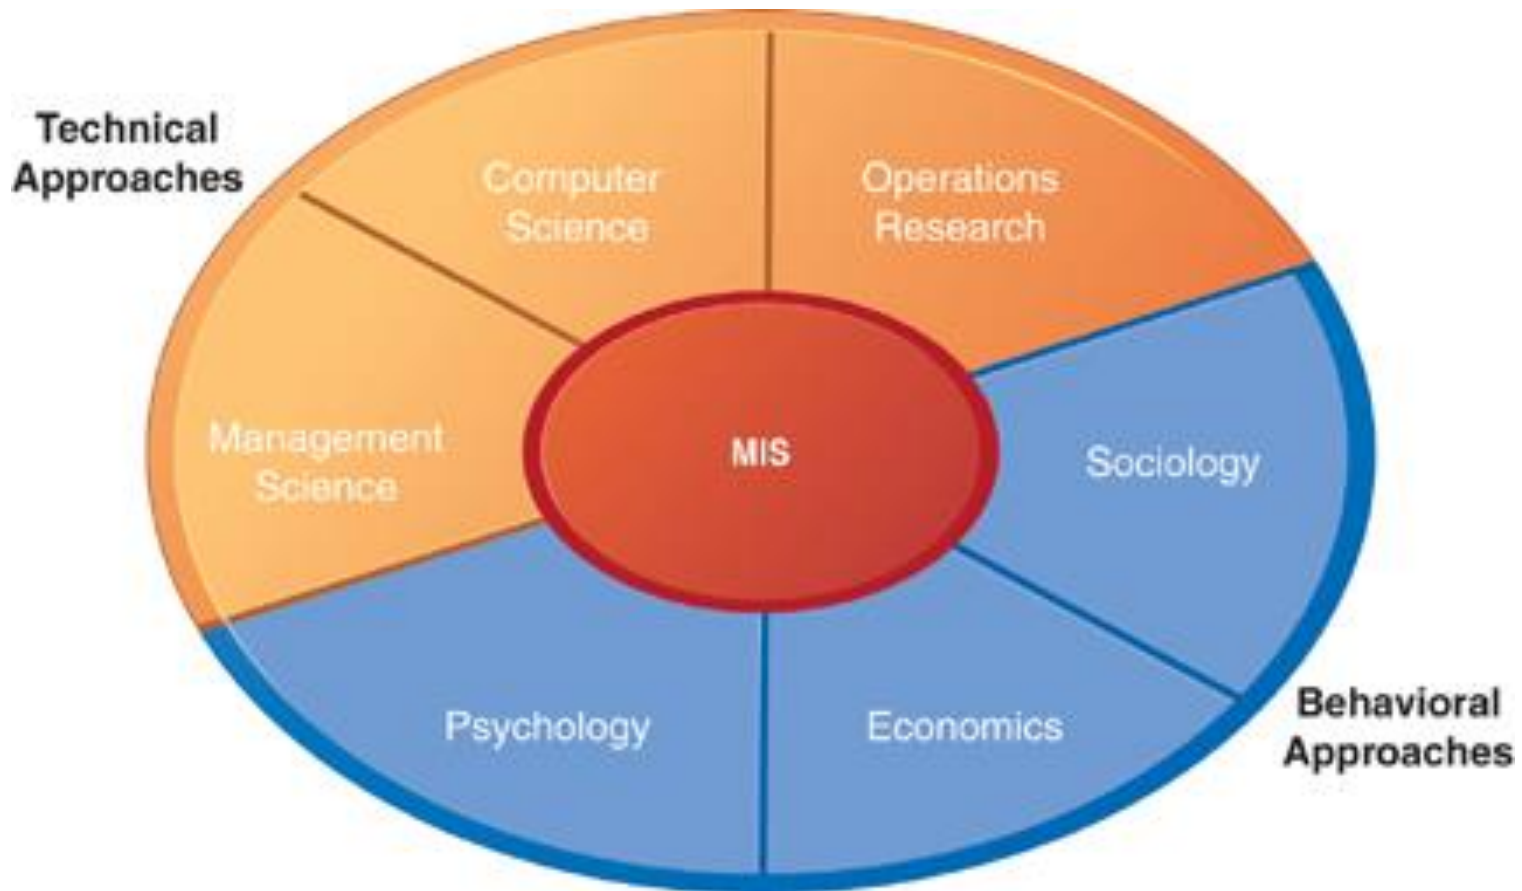 Technical
Approaches
Computer
Science
Operations
Research
Management
Science
MIS
Sociology
Psychology
Economics
Behavioral
Approaches